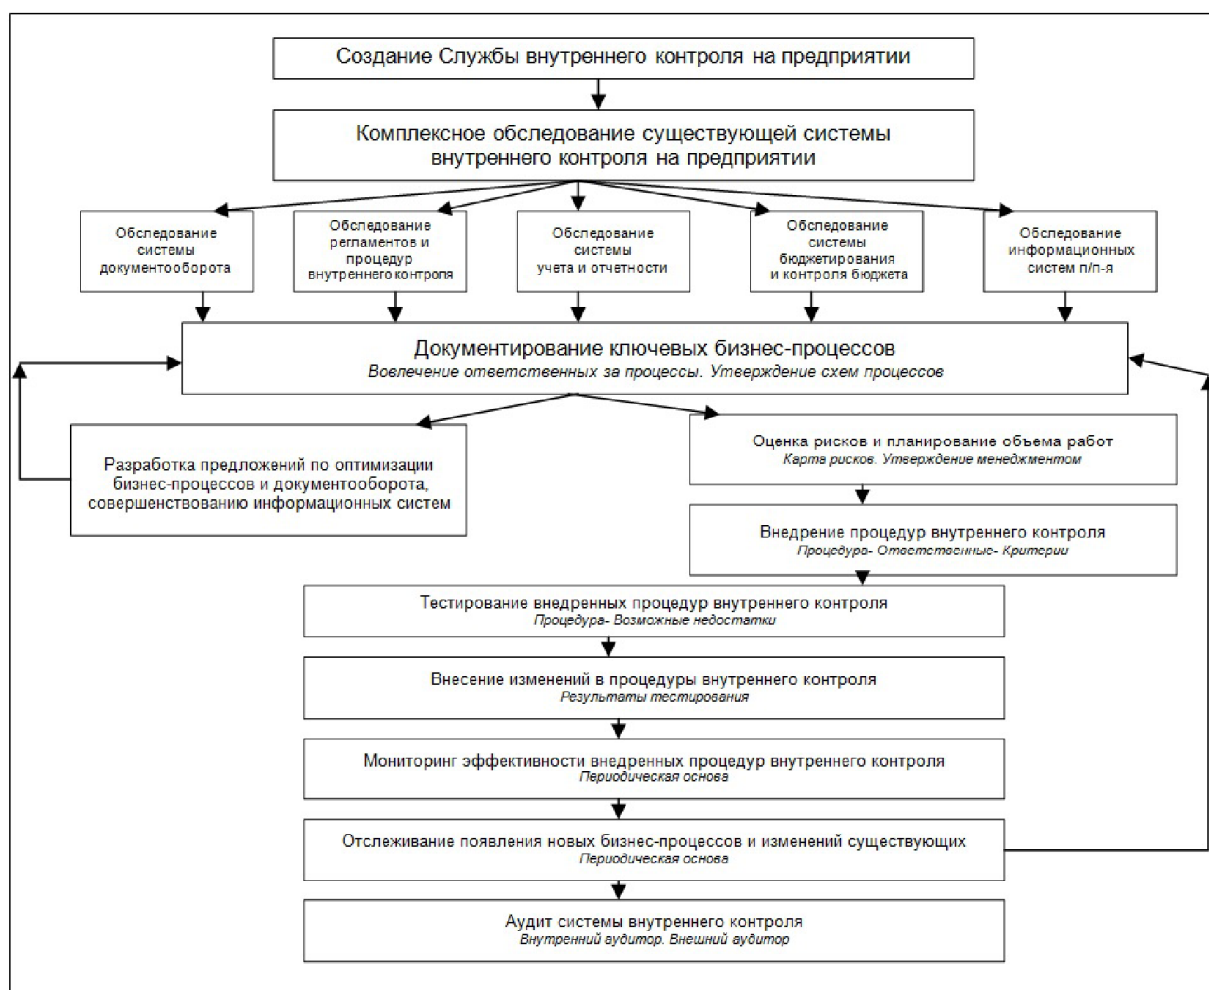 Создание Службы внутреннего контроля на предприятии
Комплексное обследование существующей системы
внутреннего контроля на предприятии
Обследование
системы
документооборота
Обследование
регламентов и
процедур
внутреннего контроля
Обследование
системы
учета и отчетности
Обследование
системы
бюджетирования
и контроля бюджета
Обследование
информационных
систем п/п-я
Документирование ключевых бизнес-процессов
Вовлечение ответственных за процессы. Утверждение схем процессов
Разработка предложений по оптимизации
бизнес-процессов и документооборота,
совершенствованию информационных систем
Оценка рисков и планирование объема работ
Карта рисков. Утверждение менеджментом
Внедрение процедур внутреннего контроля
Процедура- Ответственные- Критерии
Тестирование внедренных процедур внутреннего контроля
Процедура- Возможные недостатки
Внесение изменений в процедуры внутреннего контроля
Результаты тестирования
Мониторинг эффективности внедренных процедур внутреннего контроля
Периодическая основа
Отслеживание появления новых бизнес-процессов и изменений существующих
Периодическая основа
Аудит системы внутреннего контроля
Внутренний аудитор. Внешний аудитор